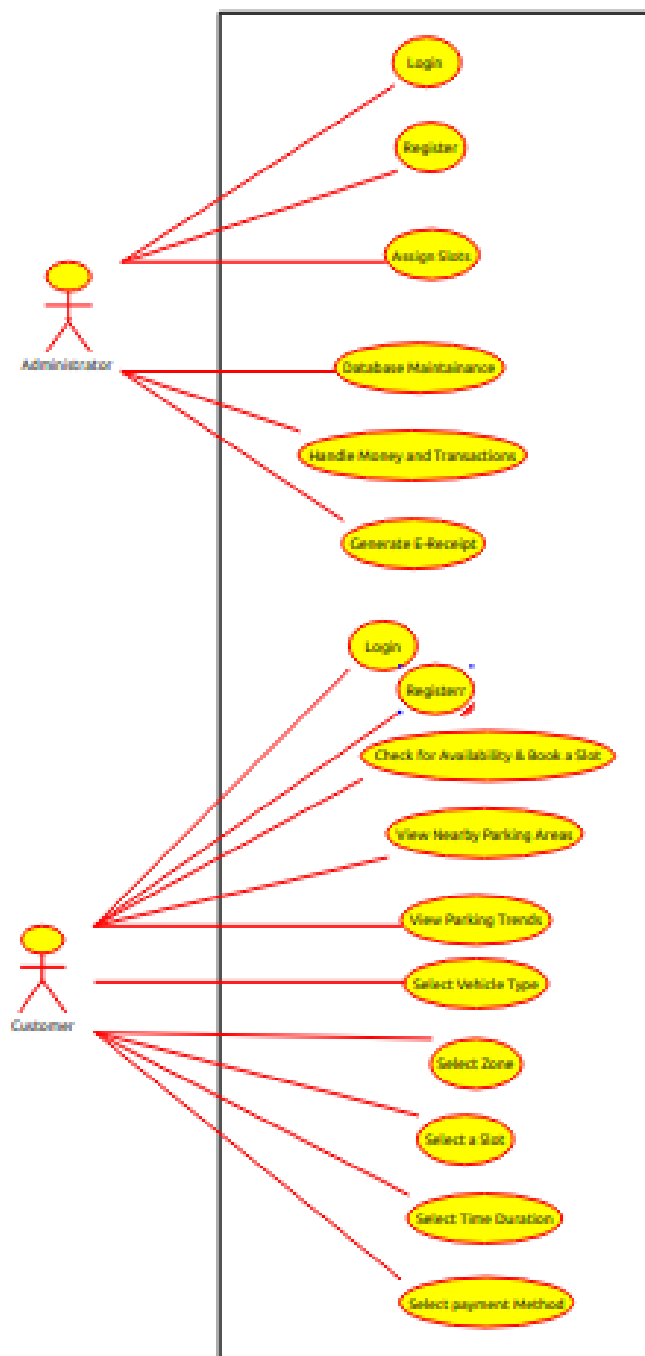 Login
Register
Assign Slots
Administrator
Database Maintainance
Handle Money and Transactions
Generate E-Receipt
Login
Registerr
Check for Availability & Book a Slot
View Nearby Parking Areas
View Parking Trends
Select Vehicle Type
Customer
Select Zone
Select a Slot
Select Time Duration
Select payment Method